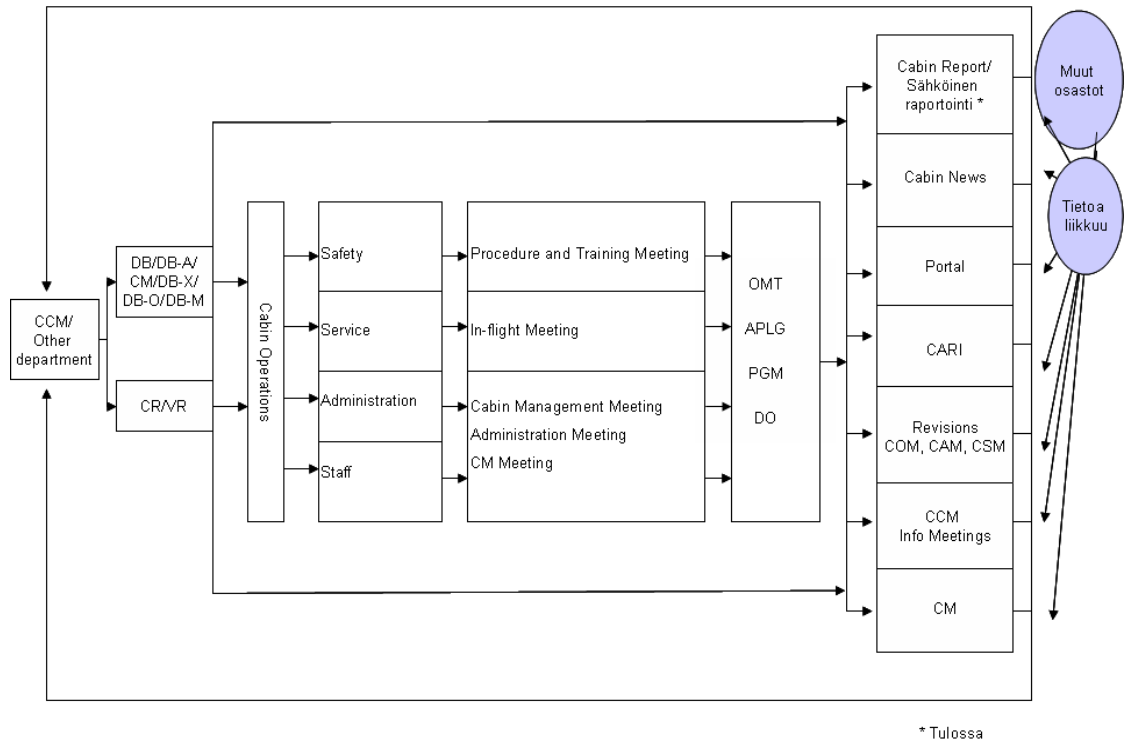 CCM/
Other
department
DB/DB-A/
CM/DB-X/
DB-O/DB-M
CR/VR
Cabin Operations
Safety
Service
Administration
Staff
Procedure and Training Meeting
In-flight Meeting
Cabin Management Meeting
Administration Meeting
CM Meeting
OMT
APLG
PGM
DO
Cabin Report/
Sähköinen
raportointi *
Cabin News
Portal
CARI
Revisions
COM, CAM, CSM
CCM
Info Meetings
CM
Muut
osastot
Tietoa
liikkuu
* Tulossa